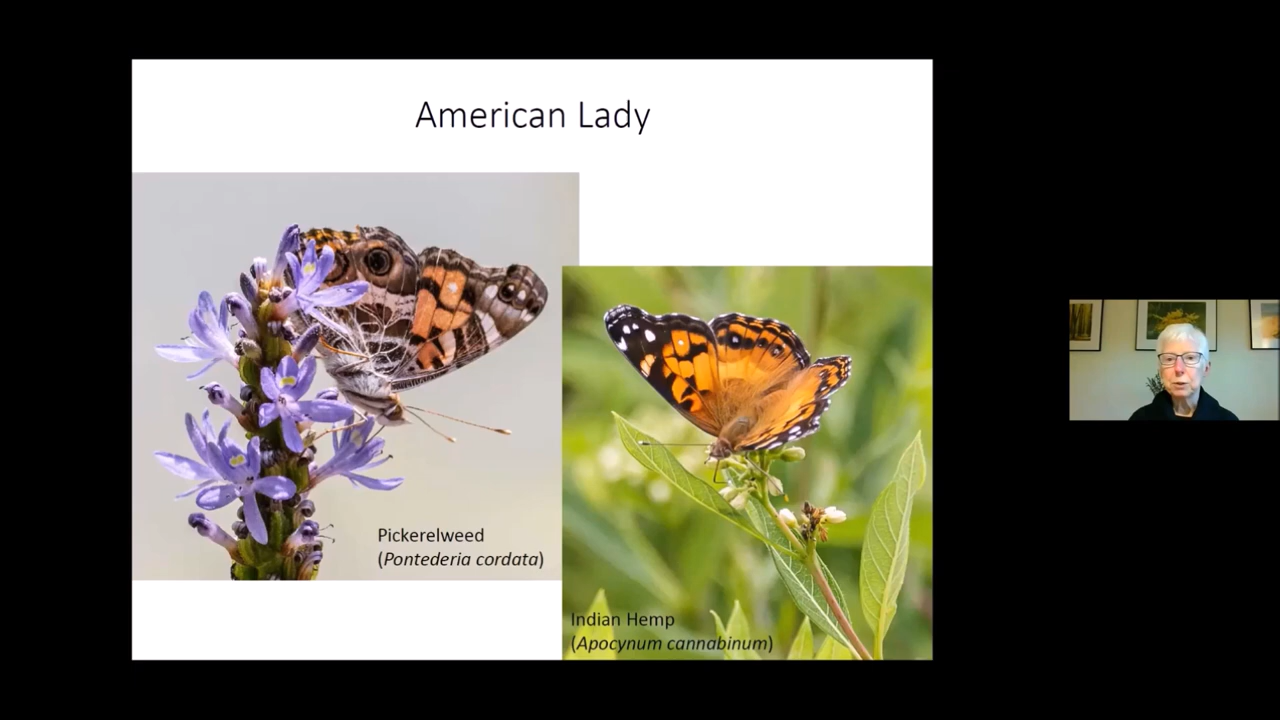 American Lady
Pickerelweed
(Pontederia cordata)
Indian Hemp
(Apocynum cannabinum)